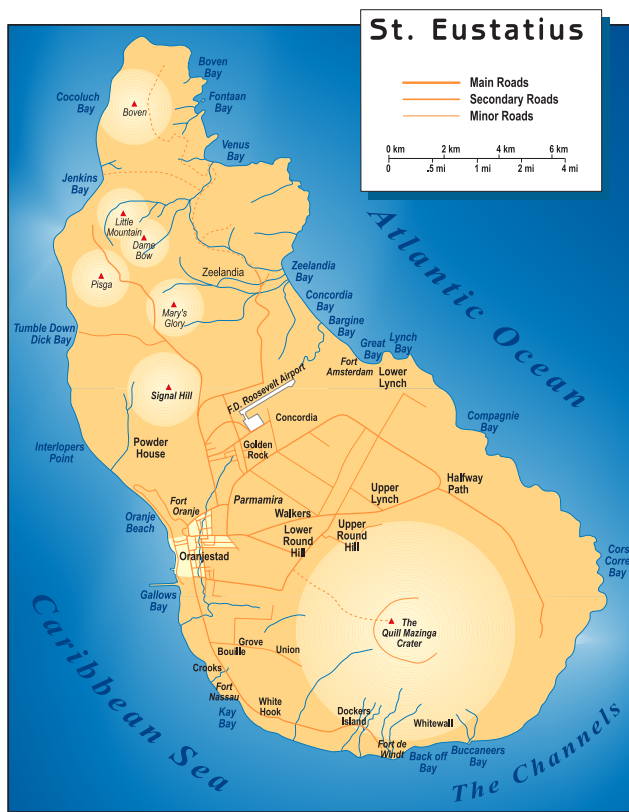 St. Eustatius
Main Roads
Secondary Roads
Minor Roads
0 km 2 km 4 km 6 km
0 .5 mi 1 mi 2 mi 4 mi
Boven
Bay
Cocoluch
Bay
Boven
Fontaan
Bay
Venus
Bay
Jenkins
Bay
Little
Mountain
Dame
Bow
Atlantic Ocean
Zeelandia
Zeelandia
Bay
Pisga
Concordia
Bay
Mary's
Glory
Bargine
Bay
Tumble Down
Dick Bay
Great
Bay
Lynch
Bay
Fort
Amsterdam
Lower
Lynch
F.D. Roosevelt Airport
Signal Hill
Concordia
Compagnie
Bay
Powder
House
Golden
Rock
Interlopers
Point
Halfway
Path
Upper
Lynch
Fort
Oranje
Parmamira
Oranje
Beach
Walkers
Lower
Round
Hill
Upper
Round
Hill
Oranjestad
Cors
Corre
Bay
Gallows
Bay
The
Quill Mazinga
Crater
Caribbean Sea
Grove
Bouille
Union
Crooks
Fort
Nassau
Kay
Bay
White
Hook
Dockers
Island
Whitewall
Fort de
Windt
Back off
Bay
Buccaneers
Bay
The Channels